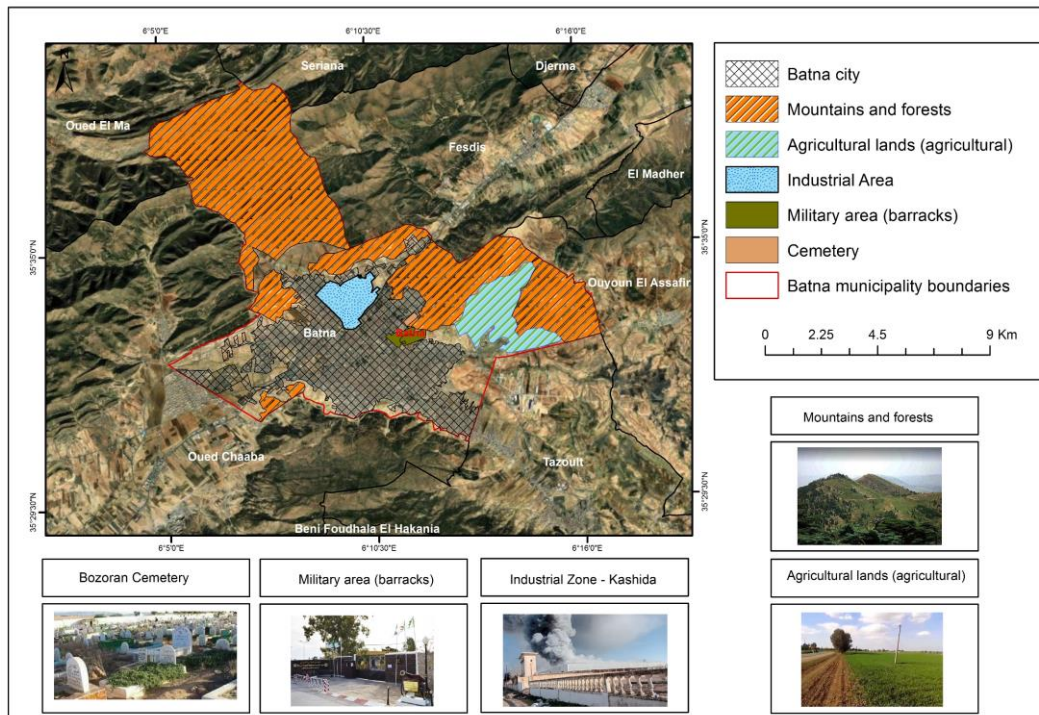 6°5'0"E 6°10'30"E 6°16'0"E
Seriana
Djerma
Oued El Ma
Fesdis
El Madher
35°35'0"N
35°35'0"N
Ouyoun El Assafir
Batna
Batna
Oued Chaaba
Tazoult
35°29'30"N
35°29'30"N
Beni Foudhala El Hakania
6°5'0"E 6°10'30"E 6°16'0"E
Batna city
Mountains and forests
Agricultural lands (agricultural)
Industrial Area
Military area (barracks)
Cemetery
Batna municipality boundaries
0 2.25 4.5 9 Km
Mountains and forests
Agricultural lands (agricultural)
Bozoran Cemetery
Military area (barracks)
Industrial Zone - Kashida